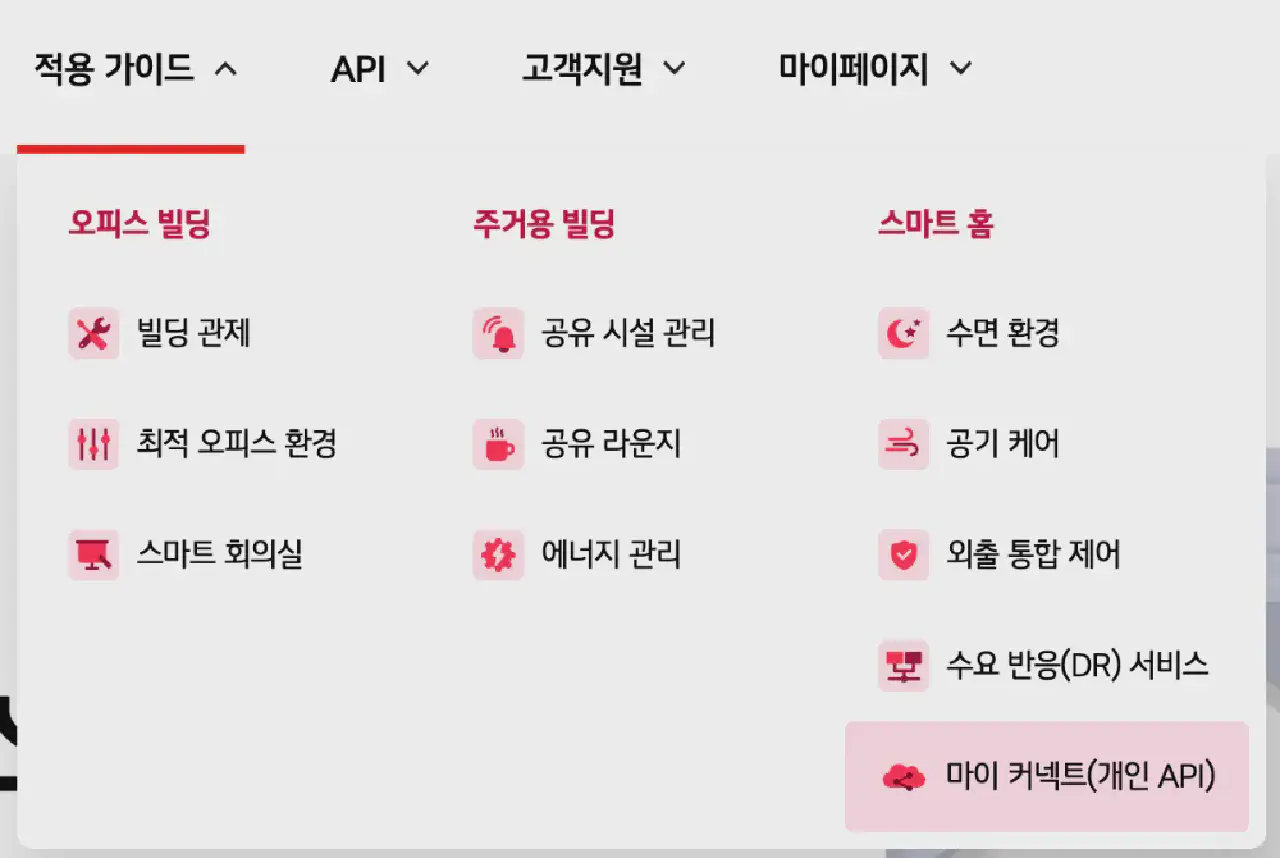 적용 가이드
API
고객지원
마이페이지
오피스 빌딩
빌딩 관제
최적 오피스 환경
스마트 회의실
주거용 빌딩
공유 시설 관리
공유 라운지
에너지 관리
스마트 홈
수면 환경
공기 케어
외출 통합 제어
수요 반응(DR) 서비스
마이 커넥트(개인 API)